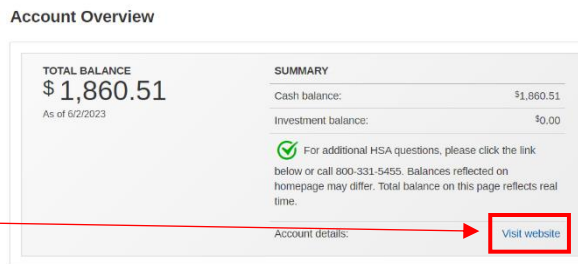 Account Overview
TOTAL BALANCE
$ 1,860.51
As of 6/2/2023
SUMMARY
Cash balance: $1,860.51
Investment balance: $0.00
For additional HSA questions, please click the link
below or call 800-331-5455. Balances reflected on
homepage may differ. Total balance on this page reflects real
time.
Account details: Visit website